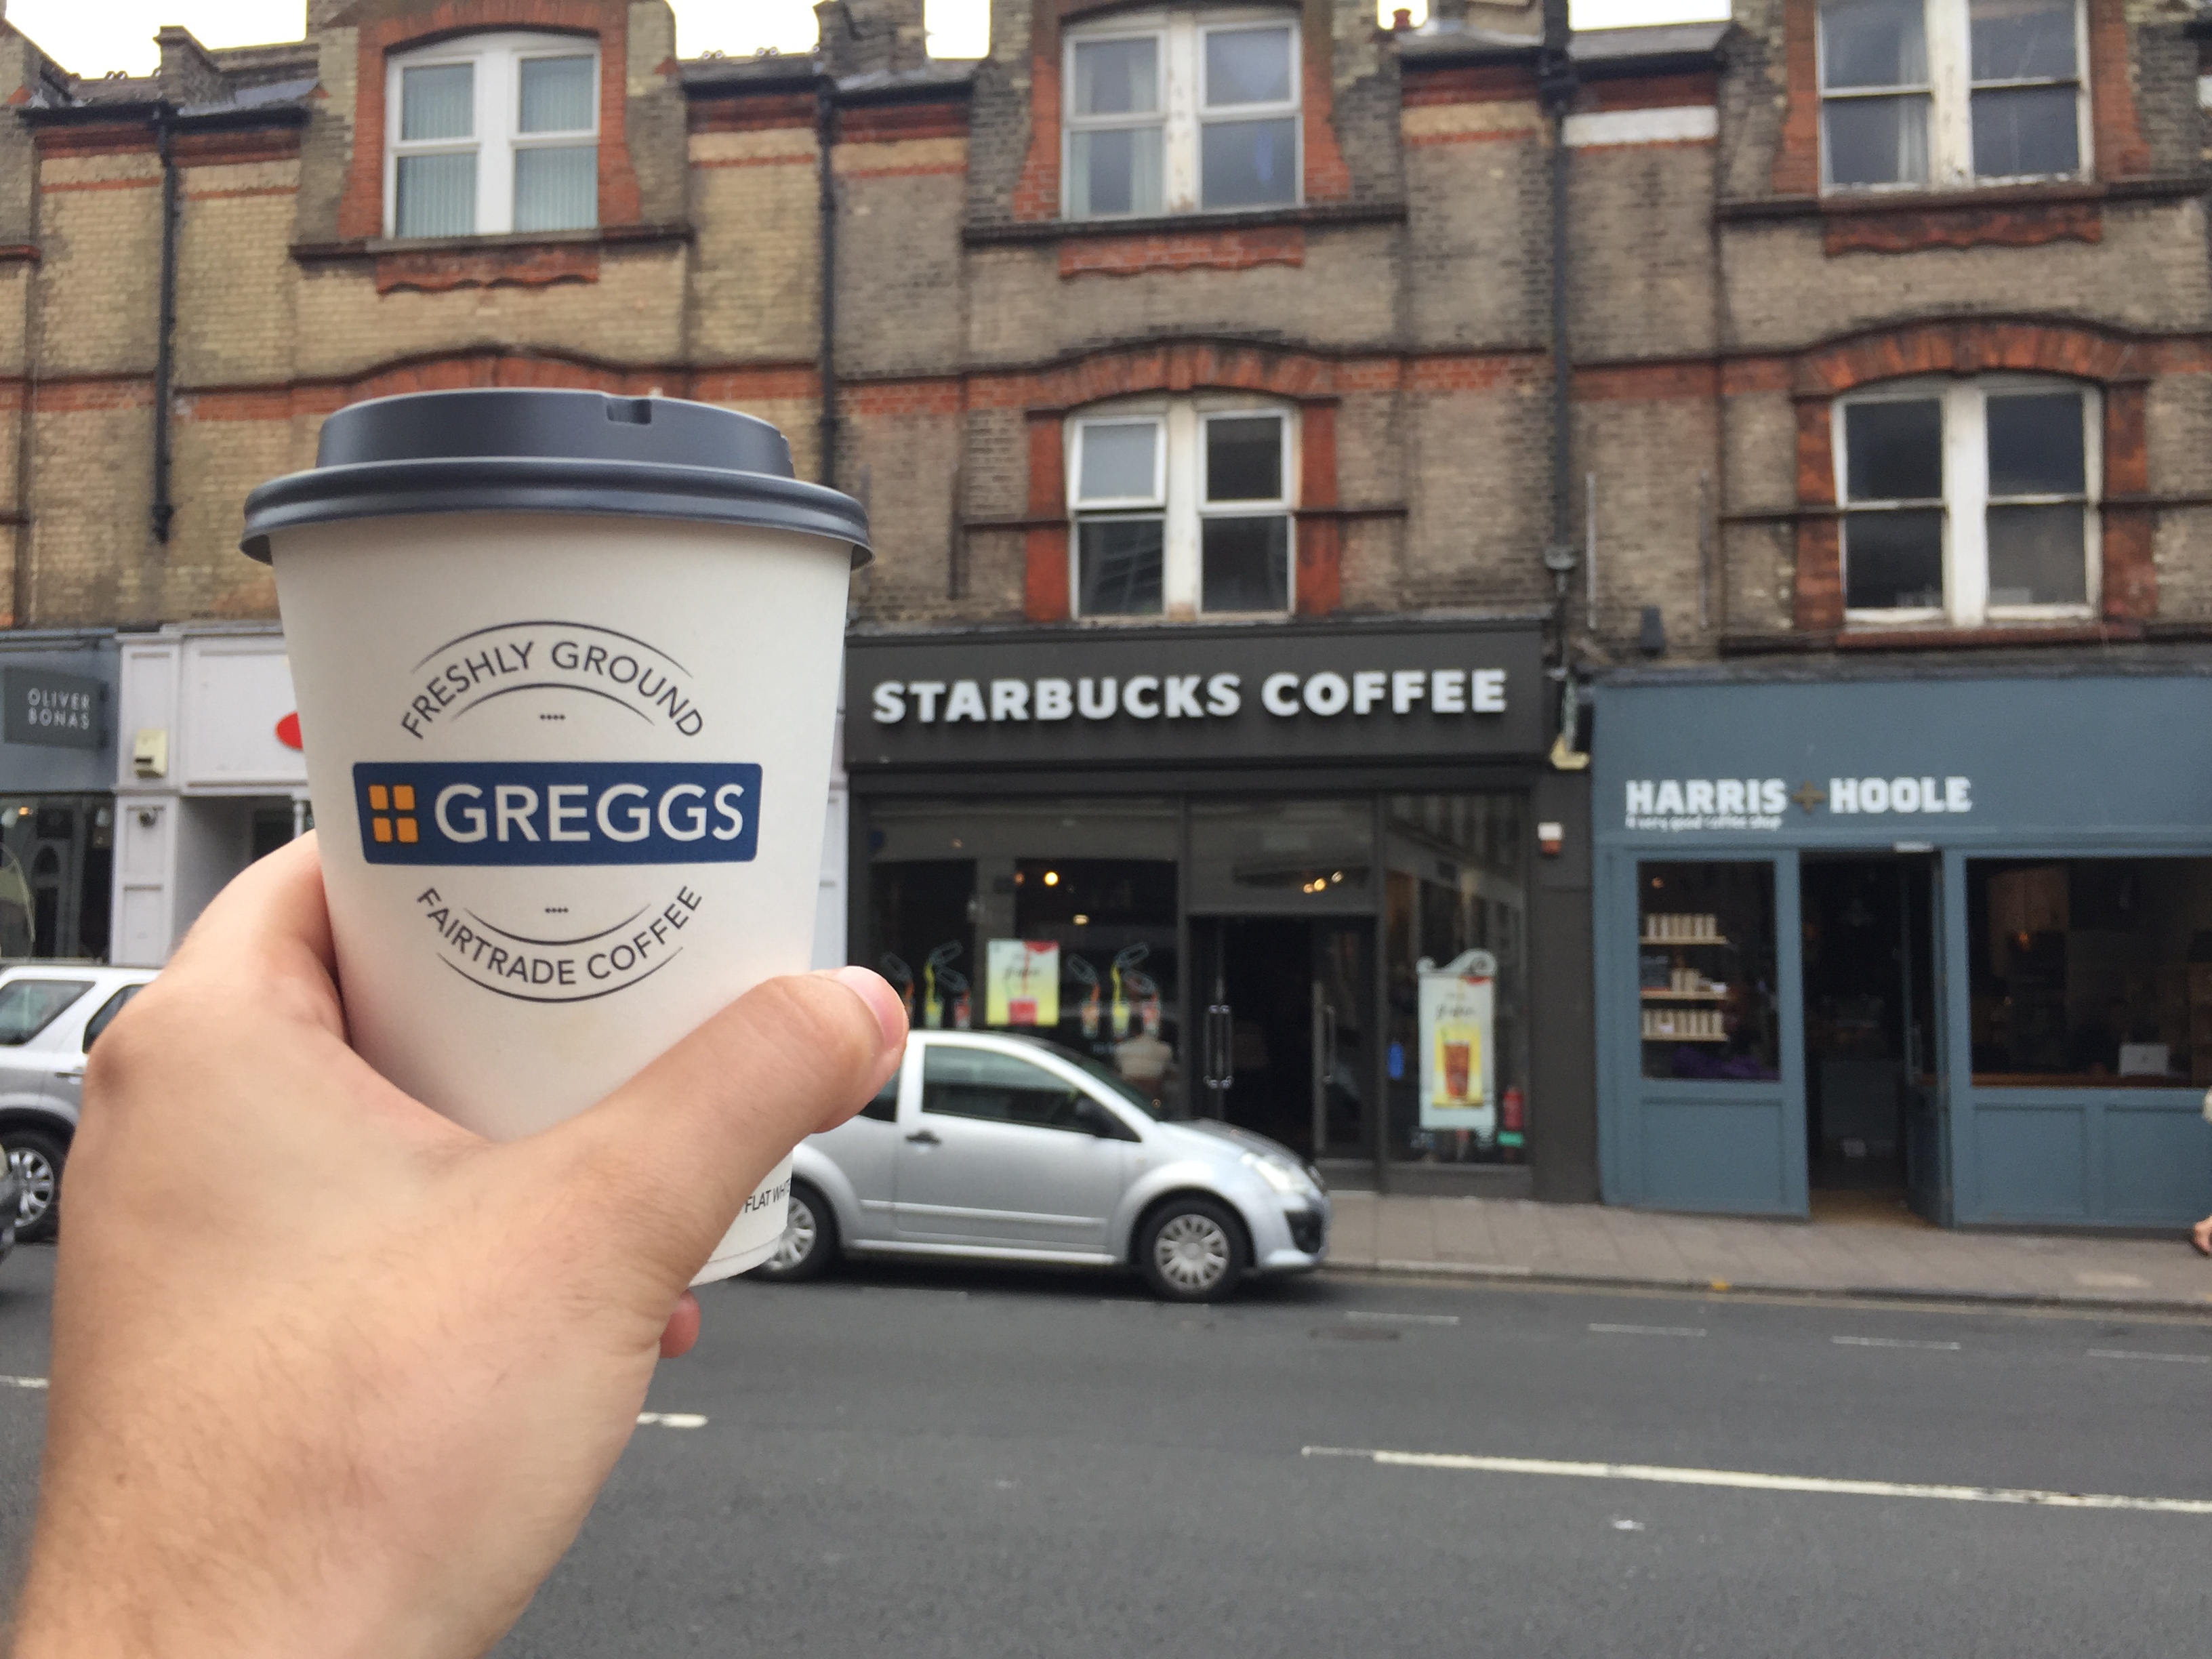 FRESHLY GROUND
GREGGS
FAIRTRADE COFFEE
FLAT WH
OLIVER
BONAS
STARBUCKS COFFEE
HARRIS + HOOLE
A very good coffee shop